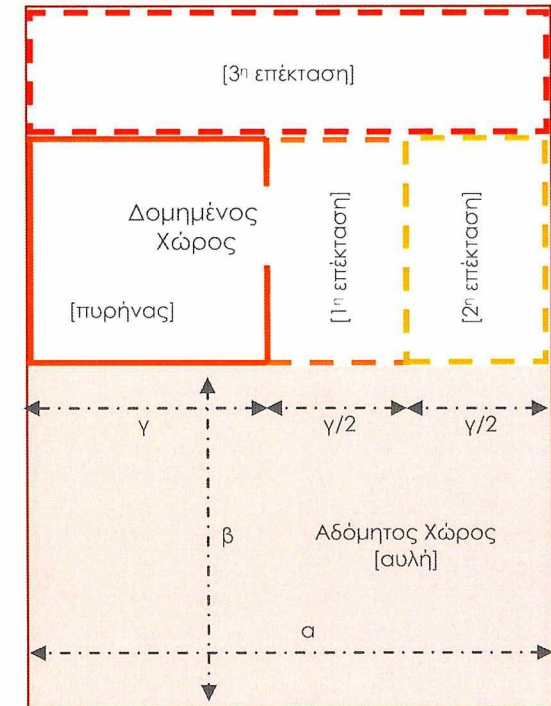 [3η επέκταση]
Δομημένος
Χώρος
[πυρήνας]
[1η επέκταση]
[2η επέκταση]
γ
γ/2
γ/2
β
Αδόμητος Χώρος
[αυλή]
α